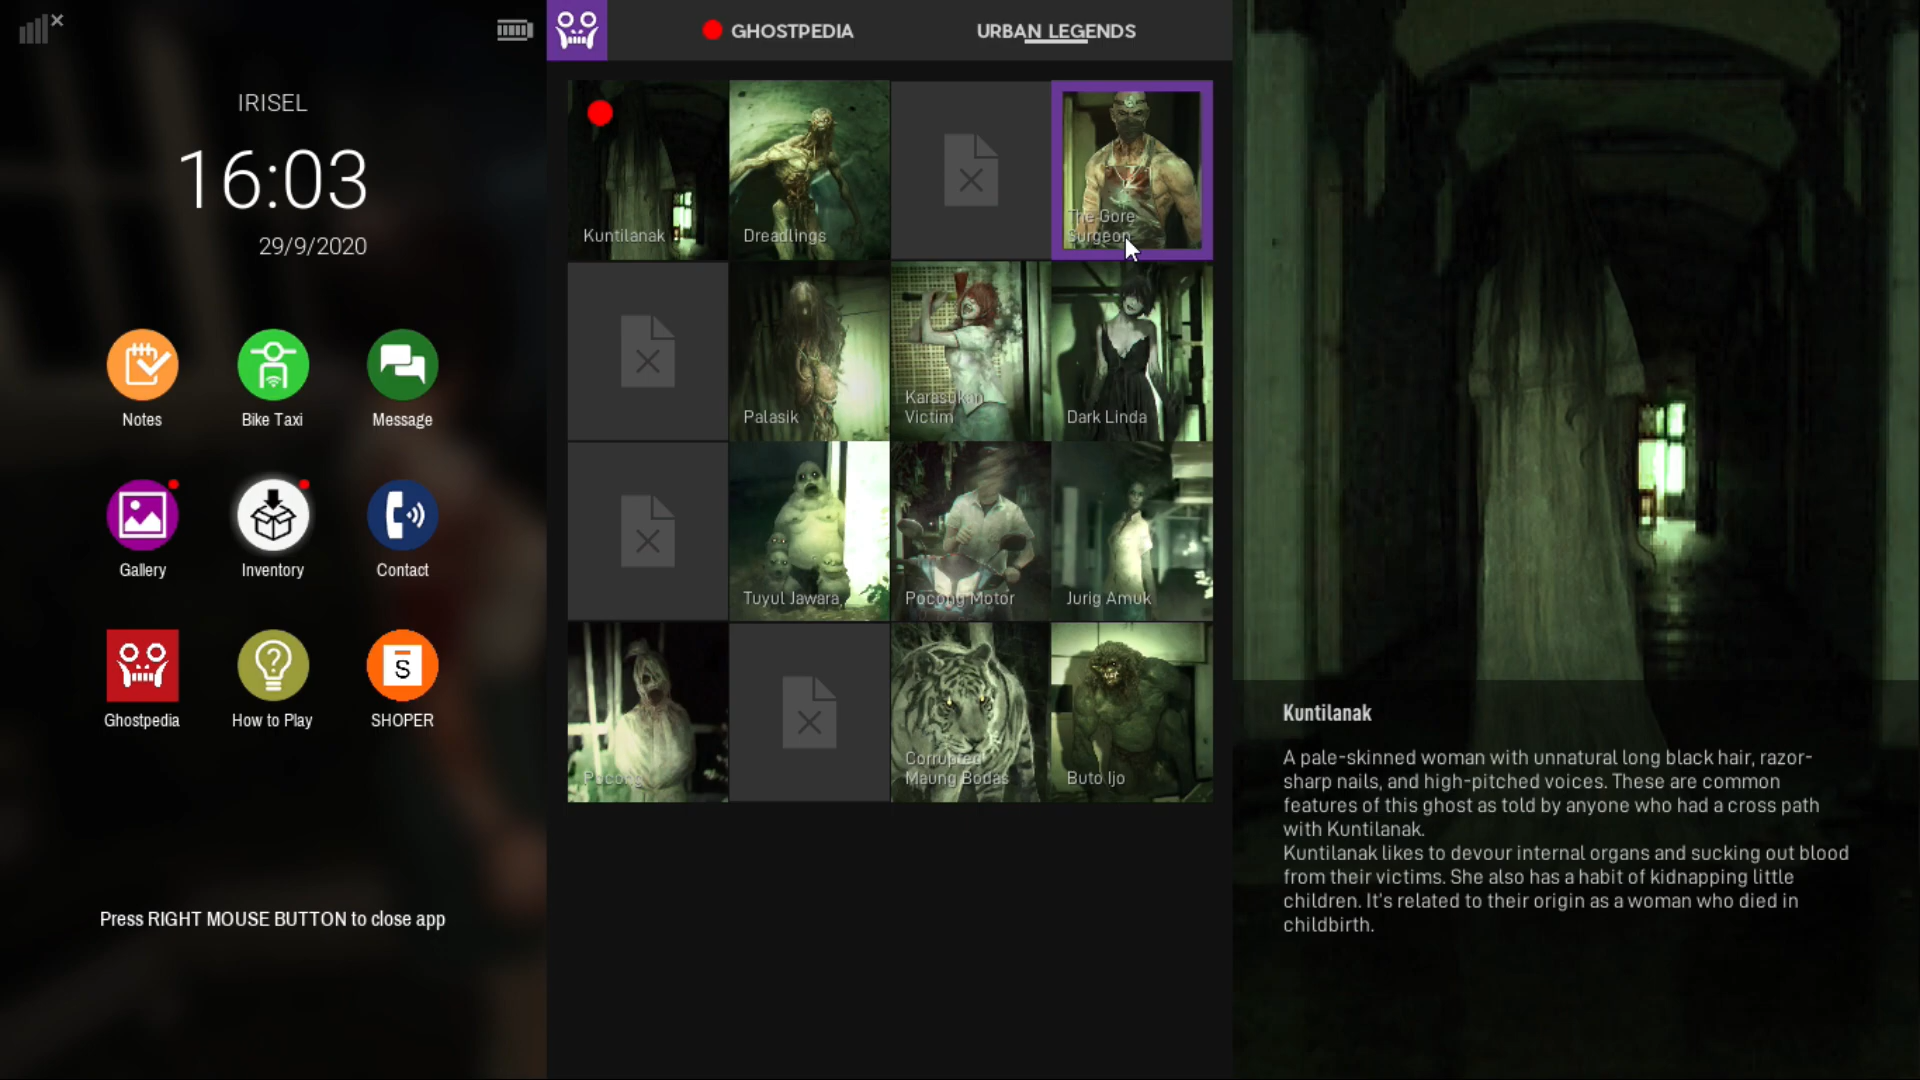 IRISEL
16:03
29/9/2020
Notes
Bike Taxi
Message
Gallery
Inventory
Contact
Ghostpedia
How to Play
S
SHOPER
Press RIGHT MOUSE BUTTON to close app
GHOSTPEDIA
URBAN LEGENDS
Kuntilanak
Dreadlings
The Gore
Surgeon
Palasik
Karasukan
Victim
Dark Linda
Tuyul Jawara
Pocong Motor
Jurig Amuk
Pocong
Corrupted
Maung Bodas
Buto Ijo
Kuntilanak
A pale-skinned woman with unnatural long black hair, razor-
sharp nails, and high-pitched voices. These are common
features of this ghost as told by anyone who had a cross path
with Kuntilanak.
Kuntilanak likes to devour internal organs and sucking out blood
from their victims. She also has a habit of kidnapping little
children. It's related to their origin as a woman who died in
childbirth.